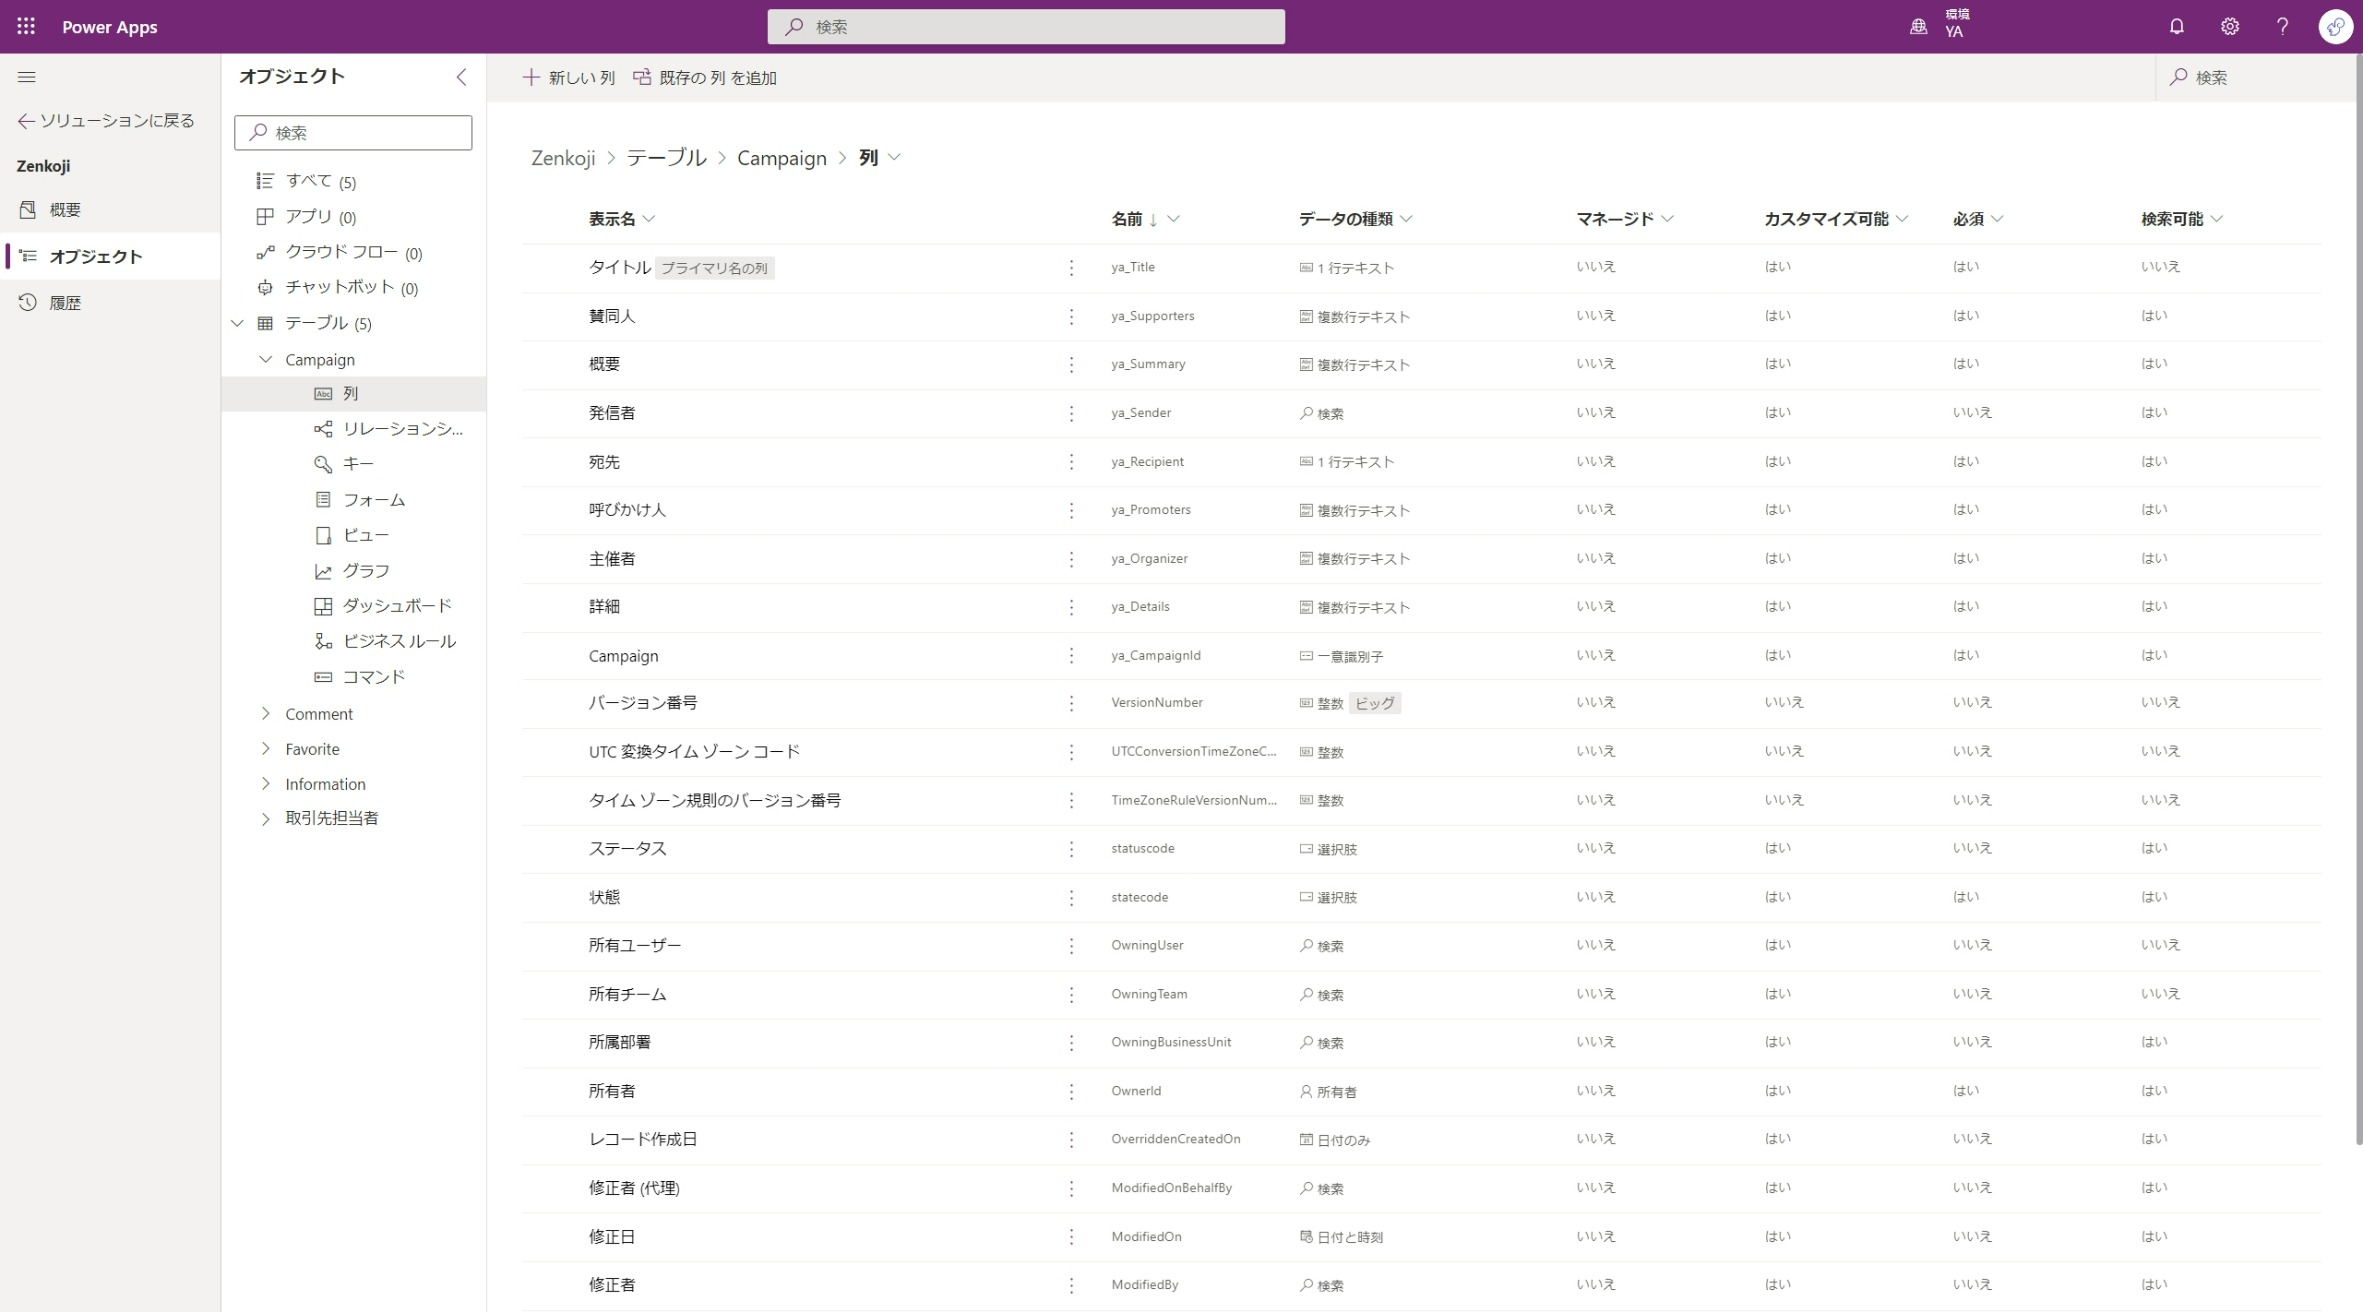 Power Apps
検索
環境
YA
オブジェクト
検索
ソリューションに戻る
Zenkoji
概要
オブジェクト
履歴
すべて (5)
アプリ (0)
クラウド フロー (0)
チャットボット (0)
テーブル (5)
Campaign
列
リレーションシ...
キー
フォーム
ビュー
グラフ
ダッシュボード
ビジネス ルール
コマンド
Comment
Favorite
Information
取引先担当者
新しい 列 既存の 列 を追加
検索
Zenkoji > テーブル > Campaign > 列
表示名 名前 ↓ データの種類 マネージド カスタマイズ可能 必須 検索可能
タイトル プライマリ名の列 ya_Title 1 行テキスト いいえ はい はい いいえ
賛同人 ya_Supporters 複数行テキスト いいえ はい はい はい
概要 ya_Summary 複数行テキスト いいえ はい はい はい
発信者 ya_Sender 検索 いいえ はい いいえ はい
宛先 ya_Recipient 1 行テキスト いいえ はい はい はい
呼びかけ人 ya_Promoters 複数行テキスト いいえ はい はい はい
主催者 ya_Organizer 複数行テキスト いいえ はい はい はい
詳細 ya_Details 複数行テキスト いいえ はい はい はい
Campaign ya_CampaignId 一意識別子 いいえ はい はい はい
バージョン番号 VersionNumber 整数 ビッグ いいえ いいえ いいえ いいえ
UTC 変換タイム ゾーン コード UTCConversionTimeZoneC... 整数 いいえ いいえ いいえ いいえ
タイム ゾーン規則のバージョン番号 TimeZoneRuleVersionNum... 整数 いいえ いいえ いいえ いいえ
ステータス statuscode 選択肢 いいえ はい いいえ はい
状態 statecode 選択肢 いいえ はい はい はい
所有ユーザー OwningUser 検索 いいえ はい いいえ いいえ
所有チーム OwningTeam 検索 いいえ はい いいえ いいえ
所属部署 OwningBusinessUnit 検索 いいえ はい いいえ はい
所有者 OwnerId 所有者 いいえ はい はい はい
レコード作成日 OverriddenCreatedOn 日付のみ いいえ はい いいえ はい
修正者 (代理) ModifiedOnBehalfBy 検索 いいえ はい いいえ はい
修正日 ModifiedOn 日付と時刻 いいえ はい いいえ はい
修正者 ModifiedBy 検索 いいえ はい いいえ はい